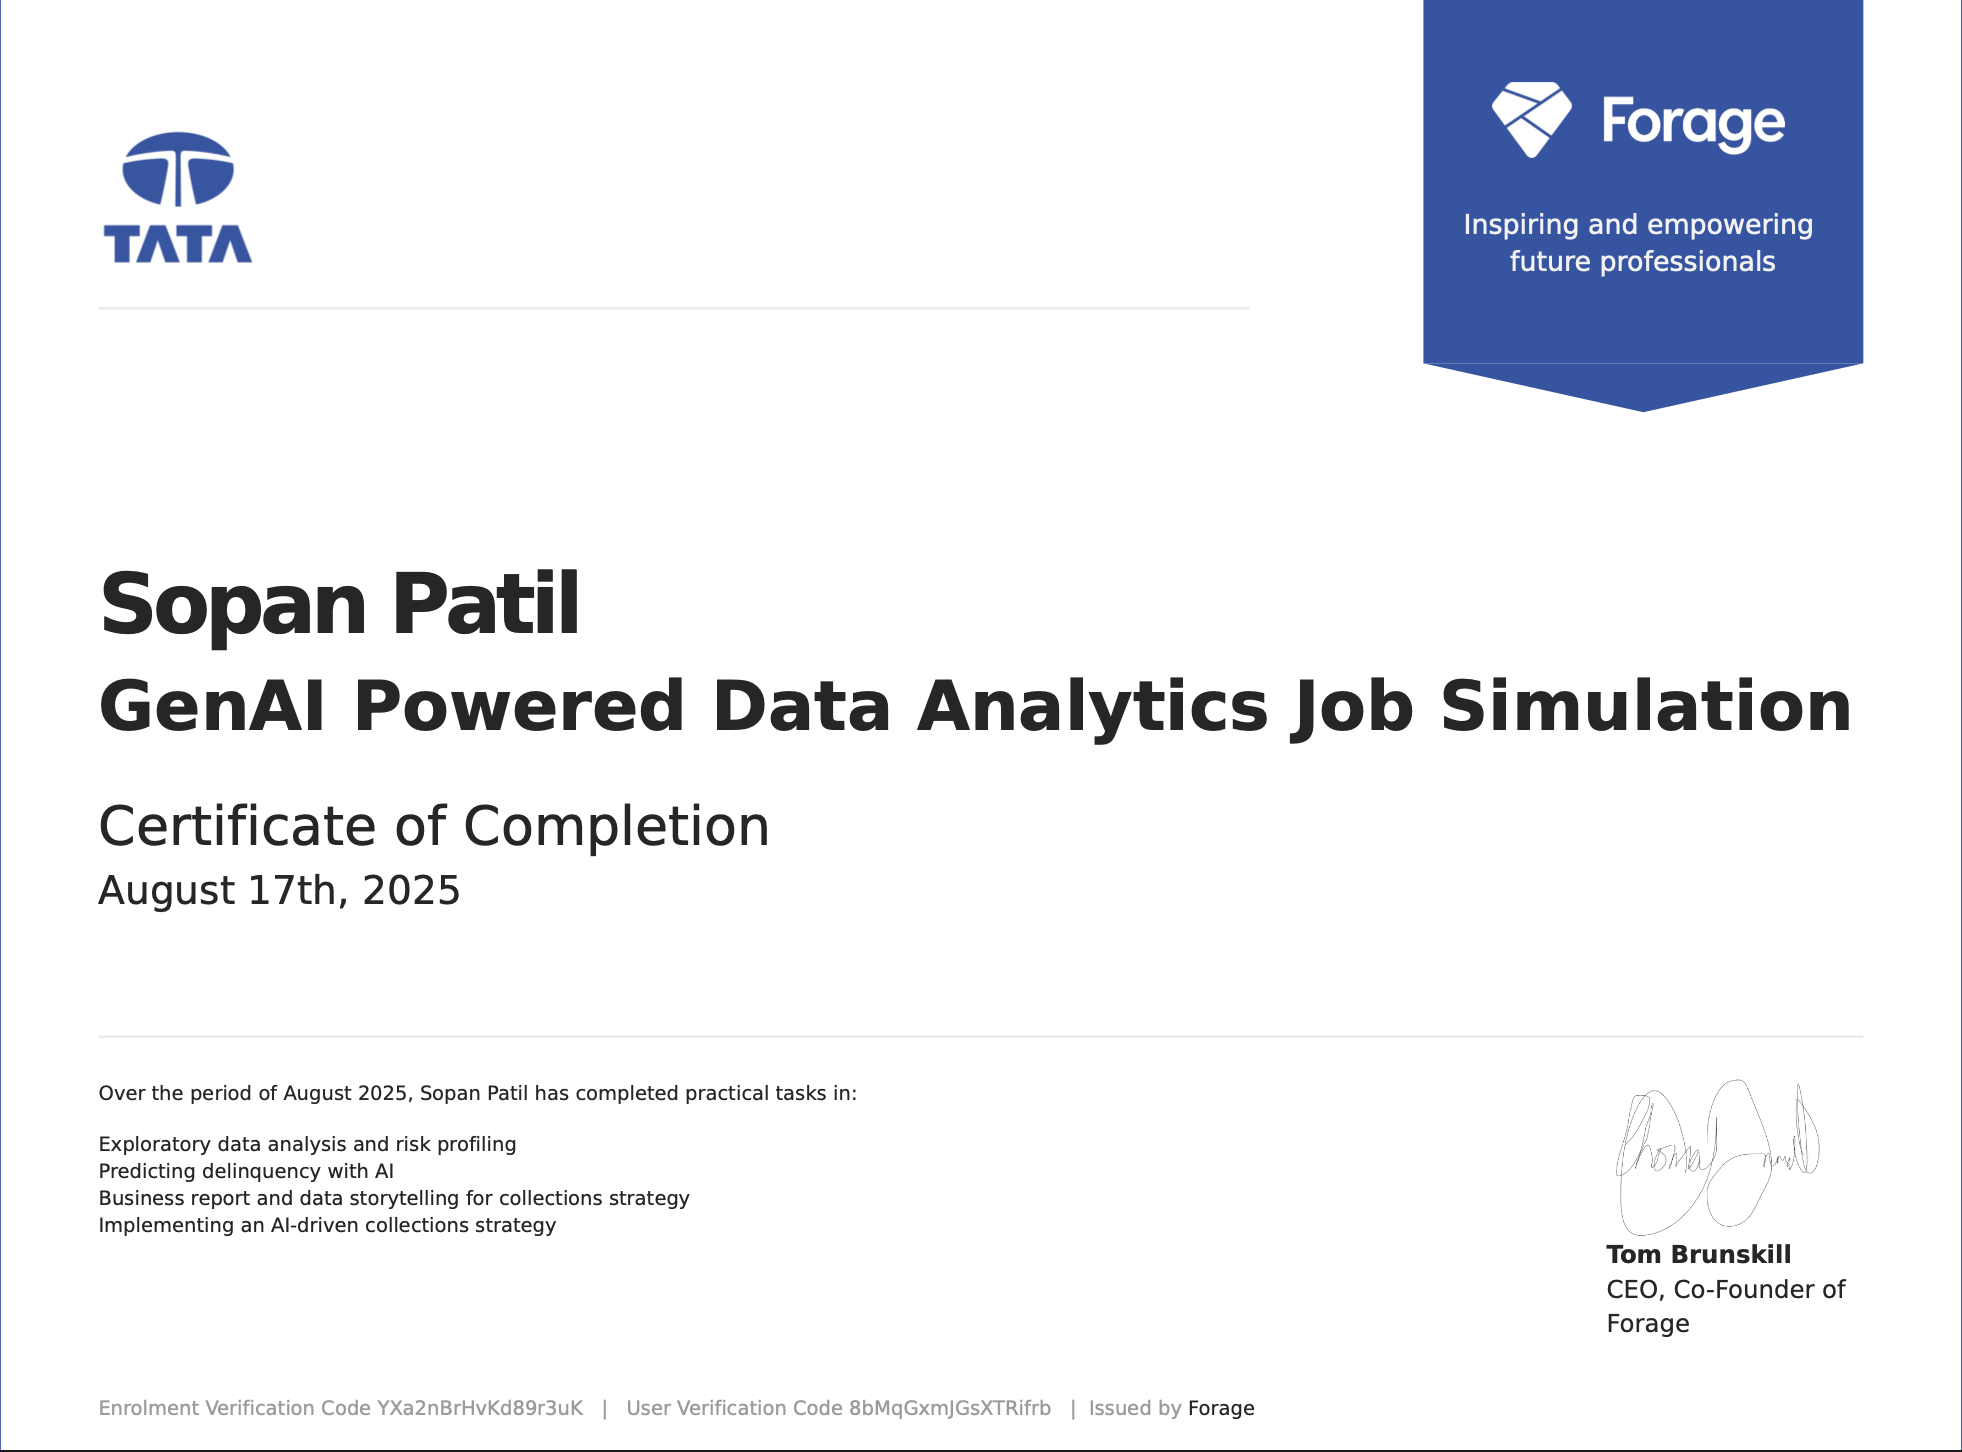 TATA
Forage
Inspiring and empowering
future professionals
Sopan Patil
GenAI Powered Data Analytics Job Simulation
Certificate of Completion
August 17th, 2025
Over the period of August 2025, Sopan Patil has completed practical tasks in:
Exploratory data analysis and risk profiling
Predicting delinquency with AI
Business report and data storytelling for collections strategy
Implementing an AI-driven collections strategy
Tom Brunskill
CEO, Co-Founder of
Forage
Enrolment Verification Code YXa2nBrHvKd89r3uK | User Verification Code 8bMqGxmJGsXTRifrb | Issued by Forage